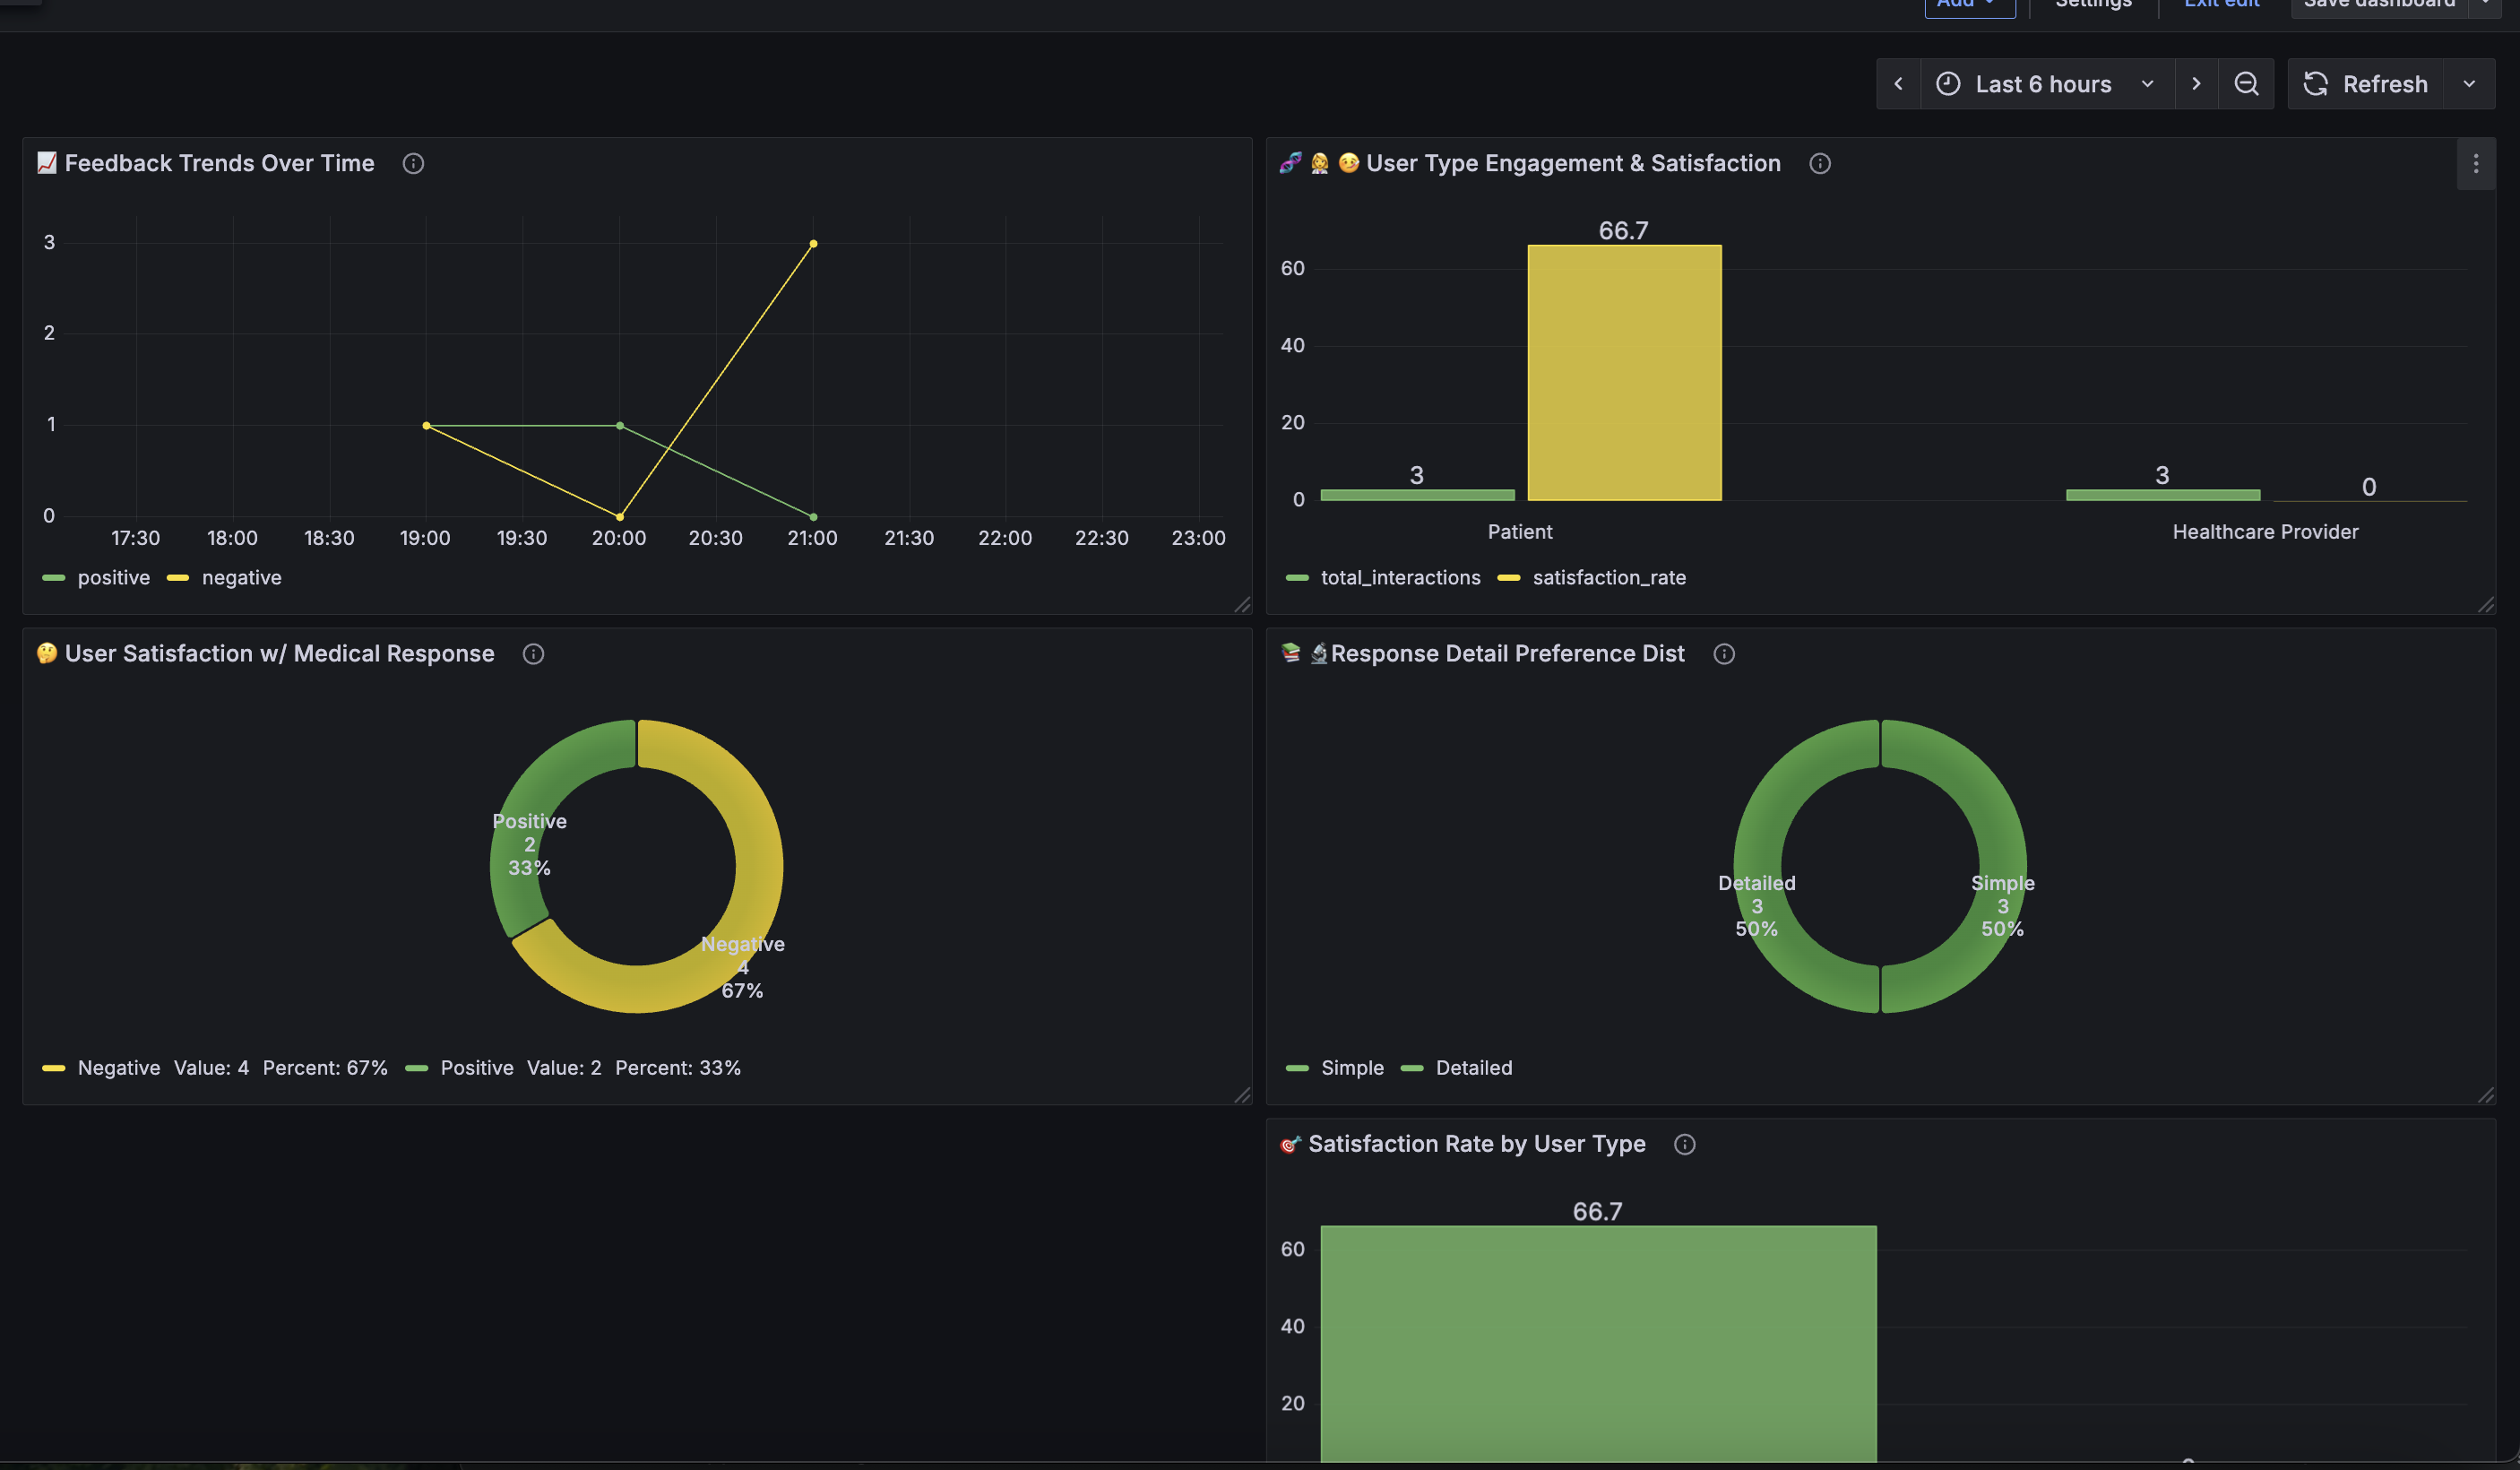 Add
Settings
Exit edit
Save dashboard
Last 6 hours
Refresh
📈 Feedback Trends Over Time
3
2
1
0
17:30 18:00 18:30 19:00 19:30 20:00 20:30 21:00 21:30 22:00 22:30 23:00
positive negative
🧬 👩‍⚕️ 🤕 User Type Engagement & Satisfaction
66.7
60
40
20
3
3
0
0
Patient
Healthcare Provider
total_interactions satisfaction_rate
🤔 User Satisfaction w/ Medical Response
Positive
2
33%
Negative
4
67%
Negative Value: 4 Percent: 67% Positive Value: 2 Percent: 33%
📚 🔬Response Detail Preference Dist
Detailed
3
50%
Simple
3
50%
Simple Detailed
🎯 Satisfaction Rate by User Type
66.7
60
40
20